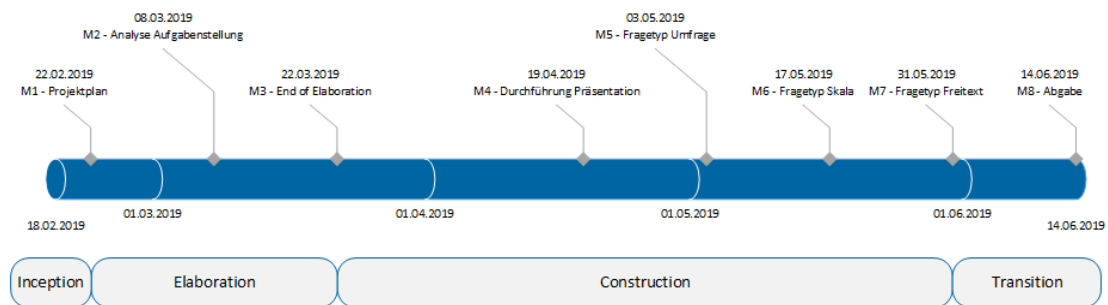 08.03.2019
M2 - Analyse Aufgabenstellung
03.05.2019
M5 - Fragetyp Umfrage
22.02.2019
M1 - Projektplan
22.03.2019
M3 - End of Elaboration
19.04.2019
M4 - Durchführung Präsentation
17.05.2019
M6 - Fragetyp Skala
31.05.2019
M7 - Fragetyp Freitext
14.06.2019
M8 - Abgabe
18.02.2019
01.03.2019
01.04.2019
01.05.2019
01.06.2019
14.06.2019
Inception
Elaboration
Construction
Transition